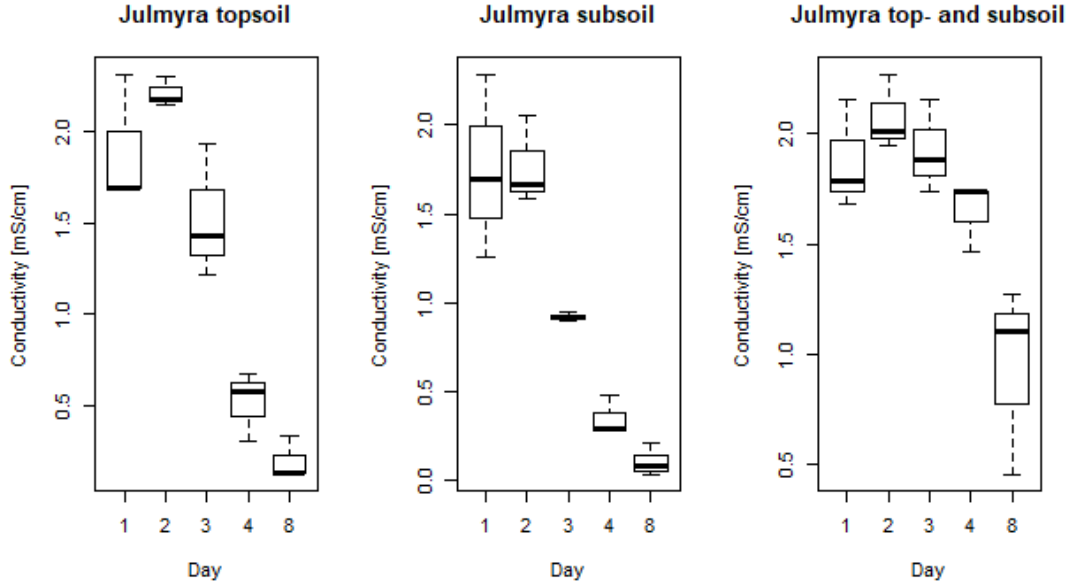 Julmyra topsoil
Conductivity [mS/cm]
2.0
1.5
1.0
0.5
1 2 3 4 8
Day
Julmyra subsoil
Conductivity [mS/cm]
2.0
1.5
1.0
0.5
0.0
1 2 3 4 8
Day
Julmyra top- and subsoil
Conductivity [mS/cm]
2.0
1.5
1.0
0.5
1 2 3 4 8
Day